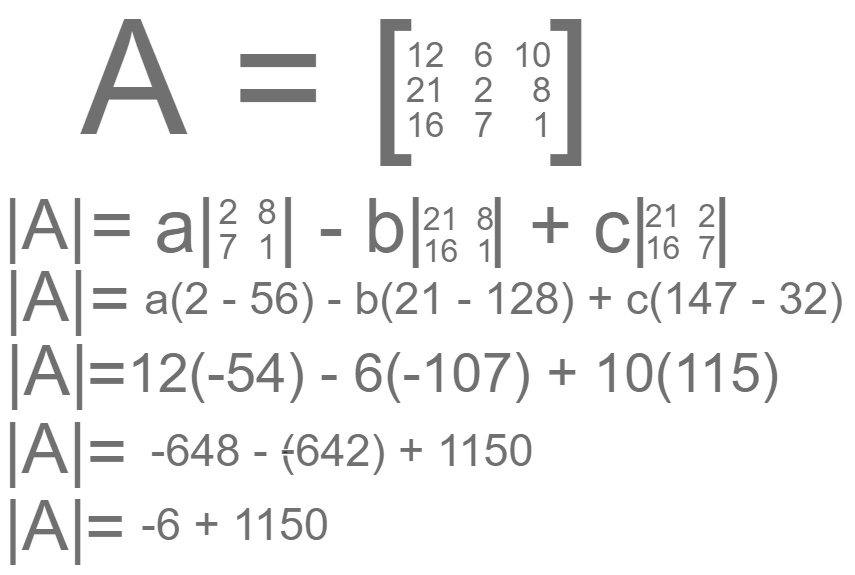 A = [12 6 10
21 2 8
16 7 1]
|A|= a|2 8
7 1| - b|21 8
16 1| + c|21 2
16 7|
|A|= a(2 - 56) - b(21 - 128) + c(147 - 32)
|A|=12(-54) - 6(-107) + 10(115)
|A|= -648 - (-642) + 1150
|A|= -6 + 1150